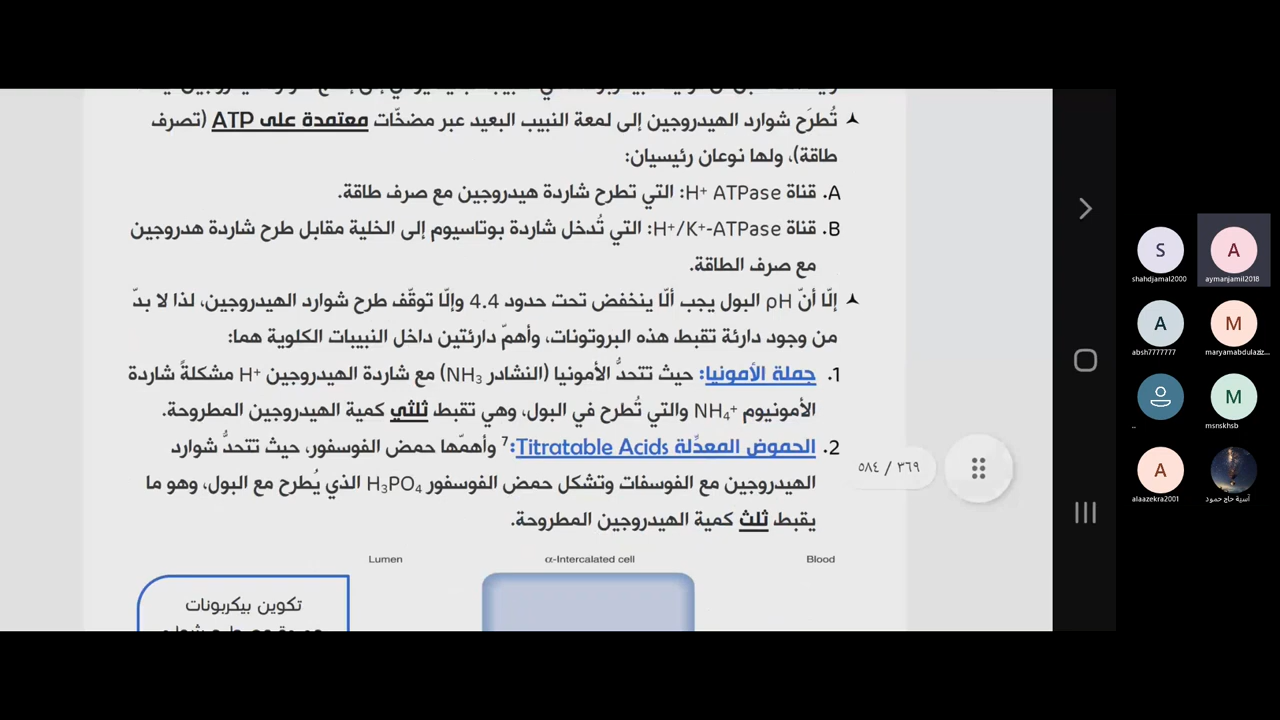 تُطرَح شوارد الهيدروجين إلى لمعة النبيب البعيد عبر مضخّات معتمدة على ATP (تصرف
طاقة)، ولها نوعان رئيسيان:
A. قناة H⁺ ATPase: التي تطرح شاردة هيدروجين مع صرف طاقة.
B. قناة H⁺/K⁺-ATPase: التي تُدخل شاردة بوتاسيوم إلى الخلية مقابل طرح شاردة هدروجين
مع صرف الطاقة.
إلّا أنّ pH البول يجب ألّا ينخفض تحت حدود 4.4 وإلّا توقّف طرح شوارد الهيدروجين، لذا لا بدّ
من وجود دارئة تقبط هذه البروتونات، وأهمّ دارئتين داخل النبيبات الكلوية هما:
1. جملة الأمونيا: حيث تتحدُّ الأمونيا (النشادر NH₃) مع شاردة الهيدروجين H⁺ مشكلةً شاردة
الأمونيوم NH₄⁺ والتي تُطرح في البول، وهي تقبط ثلثي كمية الهيدروجين المطروحة.
2. الحموض المعدِّلة Titratable Acids:⁷ وأهمّها حمض الفوسفور، حيث تتحدُّ شوارد
الهيدروجين مع الفوسفات وتشكل حمض الفوسفور H₃PO₄ الذي يُطرح مع البول، وهو ما
يقبط ثلث كمية الهيدروجين المطروحة.
٣٦٩ / ٥٨٤
Lumen α-Intercalated cell Blood
تكوين بيكربونات
S A
shahdjamal2000 aymanjamil2018
A M
absh7777777 maryamabdulaziz...
M
.. msnskhsb
A
alaazekra2001 آسية حاج حمود